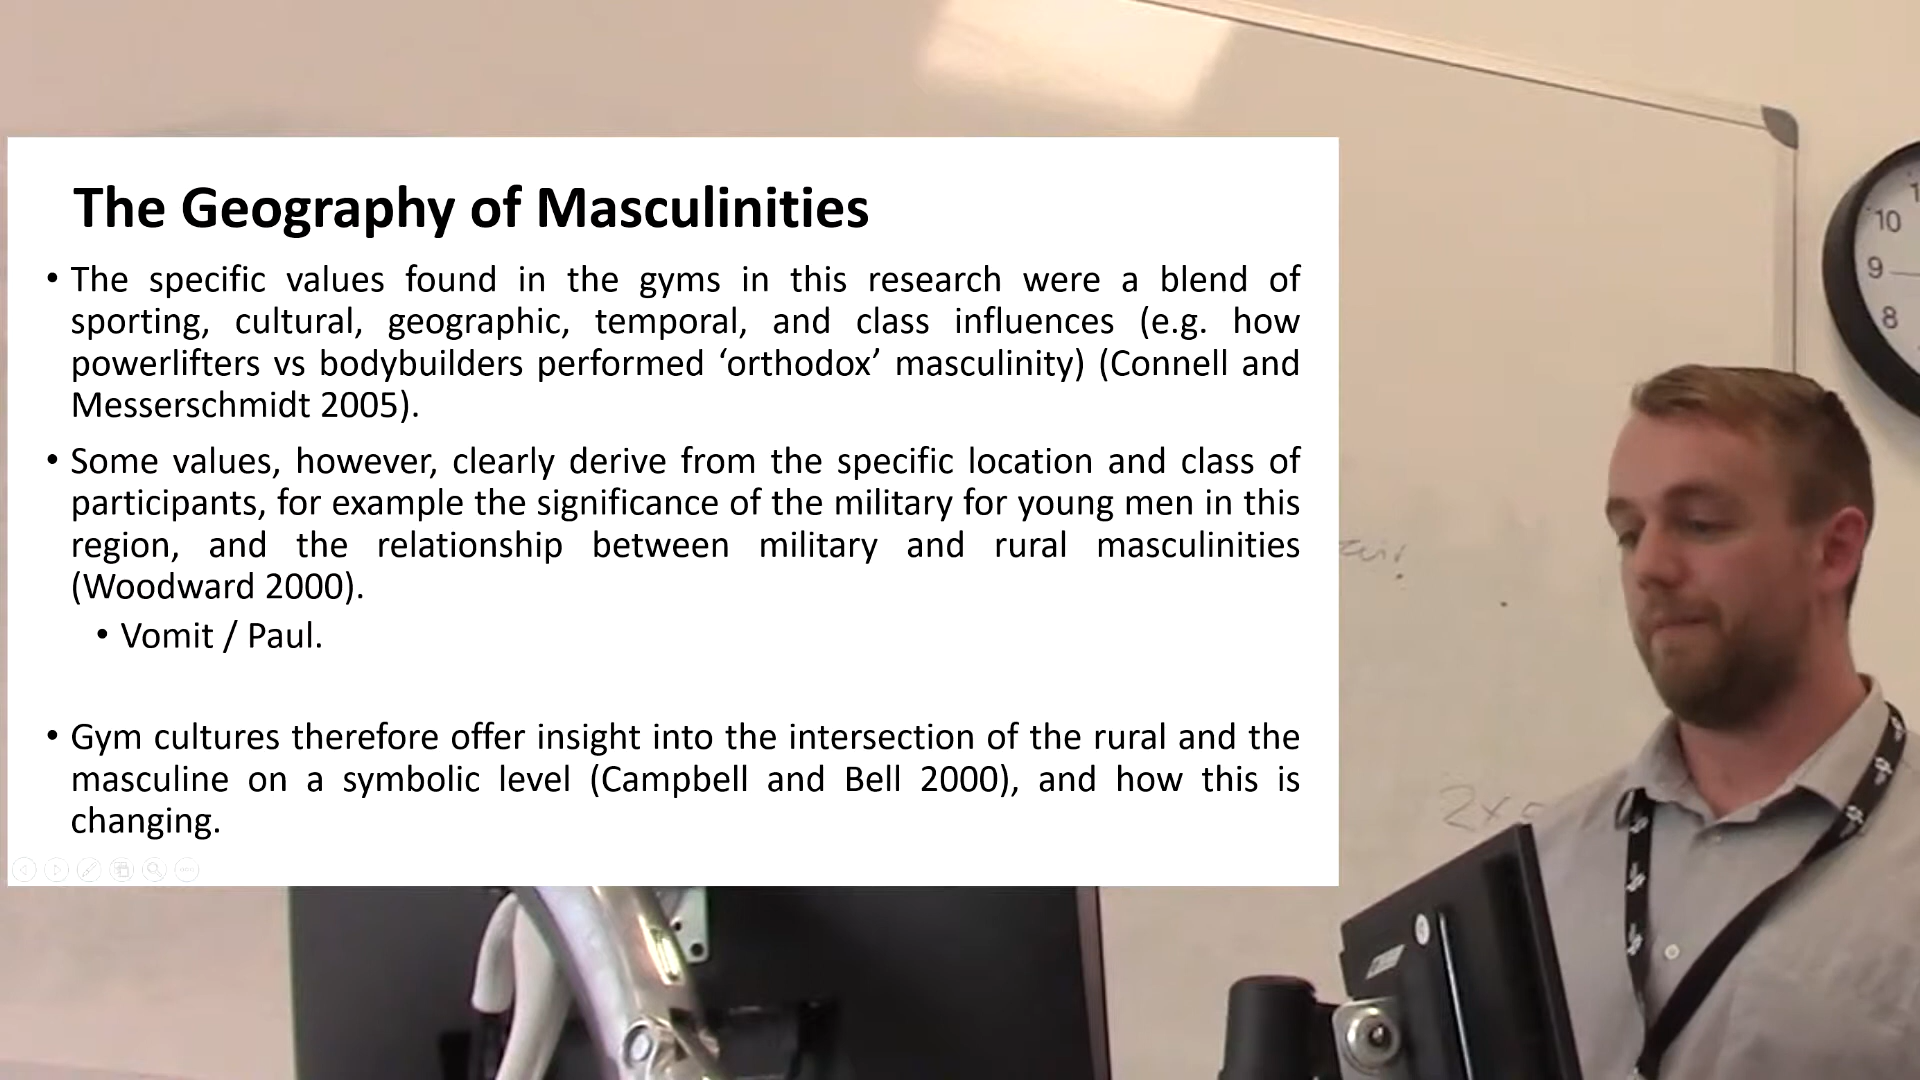 The Geography of Masculinities
• The specific values found in the gyms in this research were a blend of
sporting, cultural, geographic, temporal, and class influences (e.g. how
powerlifters vs bodybuilders performed ‘orthodox’ masculinity) (Connell and
Messerschmidt 2005).
• Some values, however, clearly derive from the specific location and class of
participants, for example the significance of the military for young men in this
region, and the relationship between military and rural masculinities
(Woodward 2000).
• Vomit / Paul.
• Gym cultures therefore offer insight into the intersection of the rural and the
masculine on a symbolic level (Campbell and Bell 2000), and how this is
changing.
10
9
8